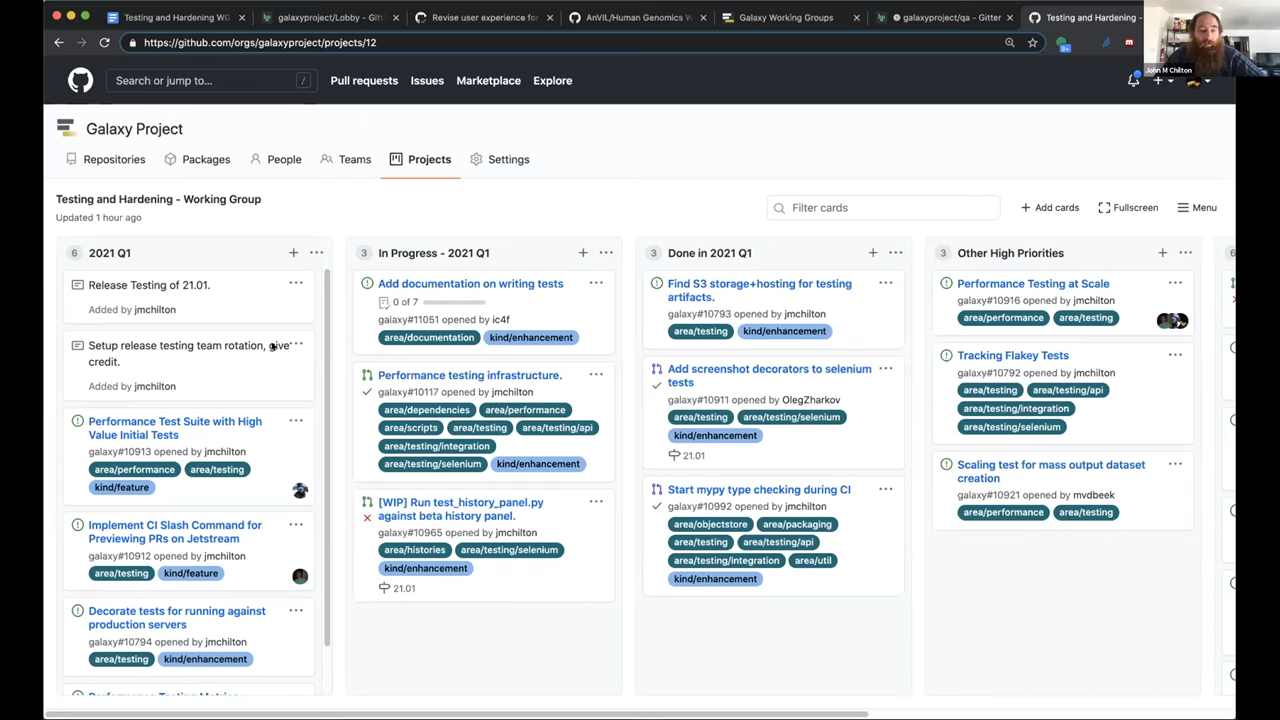 Testing and Hardening WG
galaxyproject/Lobby - Gitt
Revise user experience for
AnVIL/Human Genomics W
Galaxy Working Groups
galaxyproject/qa - Gitter
Testing and Hardening -
https://github.com/orgs/galaxyproject/projects/12
John M Chilton
Search or jump to...
/
Pull requests
Issues
Marketplace
Explore
Galaxy Project
Repositories
Packages
People
Teams
Projects
Settings
Testing and Hardening - Working Group
Updated 1 hour ago
Filter cards
Add cards
Fullscreen
Menu
6 2021 Q1
Release Testing of 21.01.
Added by jmchilton
Setup release testing team rotation, give
credit.
Added by jmchilton
Performance Test Suite with High
Value Initial Tests
galaxy#10913 opened by jmchilton
area/performance area/testing
kind/feature
Implement CI Slash Command for
Previewing PRs on Jetstream
galaxy#10912 opened by jmchilton
area/testing kind/feature
Decorate tests for running against
production servers
galaxy#10794 opened by jmchilton
area/testing kind/enhancement
Performance Testing Metrics
3 In Progress - 2021 Q1
Add documentation on writing tests
0 of 7
galaxy#11051 opened by ic4f
area/documentation kind/enhancement
Performance testing infrastructure.
galaxy#10117 opened by jmchilton
area/dependencies area/performance
area/scripts area/testing area/testing/api
area/testing/integration
area/testing/selenium kind/enhancement
[WIP] Run test_history_panel.py
against beta history panel.
galaxy#10965 opened by jmchilton
area/histories area/testing/selenium
kind/enhancement
21.01
3 Done in 2021 Q1
Find S3 storage+hosting for testing
artifacts.
galaxy#10793 opened by jmchilton
area/testing kind/enhancement
Add screenshot decorators to selenium
tests
galaxy#10911 opened by OlegZharkov
area/testing area/testing/selenium
kind/enhancement
21.01
Start mypy type checking during CI
galaxy#10992 opened by jmchilton
area/objectstore area/packaging
area/testing area/testing/api
area/testing/integration area/util
kind/enhancement
3 Other High Priorities
Performance Testing at Scale
galaxy#10916 opened by jmchilton
area/performance area/testing
Tracking Flakey Tests
galaxy#10792 opened by jmchilton
area/testing area/testing/api
area/testing/integration
area/testing/selenium
Scaling test for mass output dataset
creation
galaxy#10921 opened by mvdbeek
area/performance area/testing
6